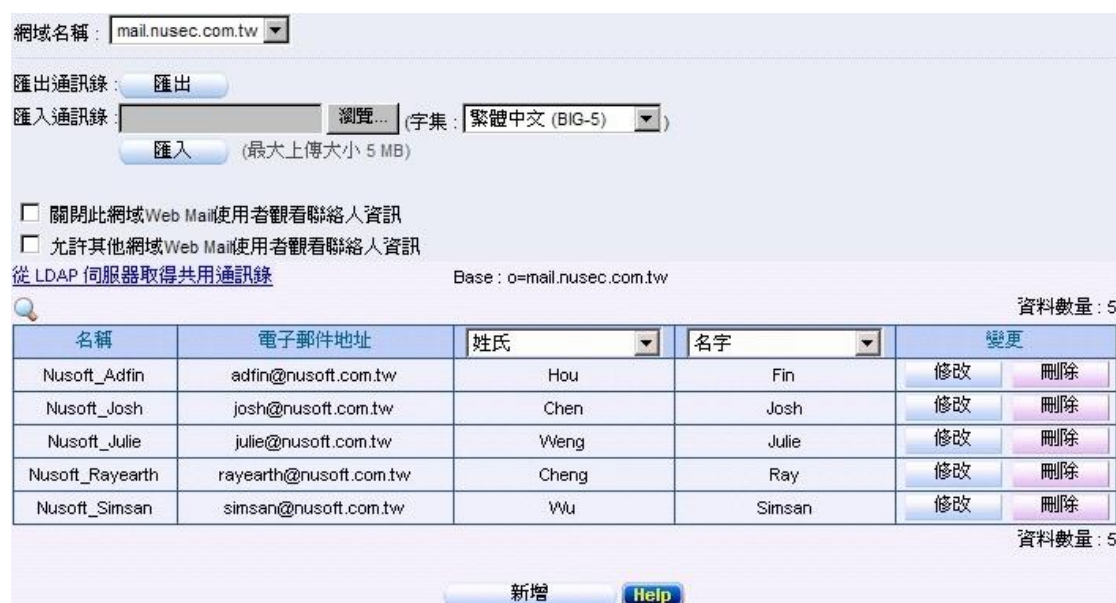 網域名稱 : mail.nusec.com.tw
匯出通訊錄 : 匯出
匯入通訊錄 : 瀏覽... (字集 : 繁體中文 (BIG-5) )
匯入 (最大上傳大小 5 MB)
關閉此網域Web Mail使用者觀看聯絡人資訊
允許其他網域Web Mail使用者觀看聯絡人資訊
從 LDAP 伺服器取得共用通訊錄 Base : o=mail.nusec.com.tw
資料數量 : 5
名稱 電子郵件地址 姓氏 名字 變更
Nusoft_Adfin adfin@nusoft.com.tw Hou Fin 修改 刪除
Nusoft_Josh josh@nusoft.com.tw Chen Josh 修改 刪除
Nusoft_Julie julie@nusoft.com.tw Weng Julie 修改 刪除
Nusoft_Rayearth rayearth@nusoft.com.tw Cheng Ray 修改 刪除
Nusoft_Simsan simsan@nusoft.com.tw Wu Simsan 修改 刪除
資料數量 : 5
新增 Help